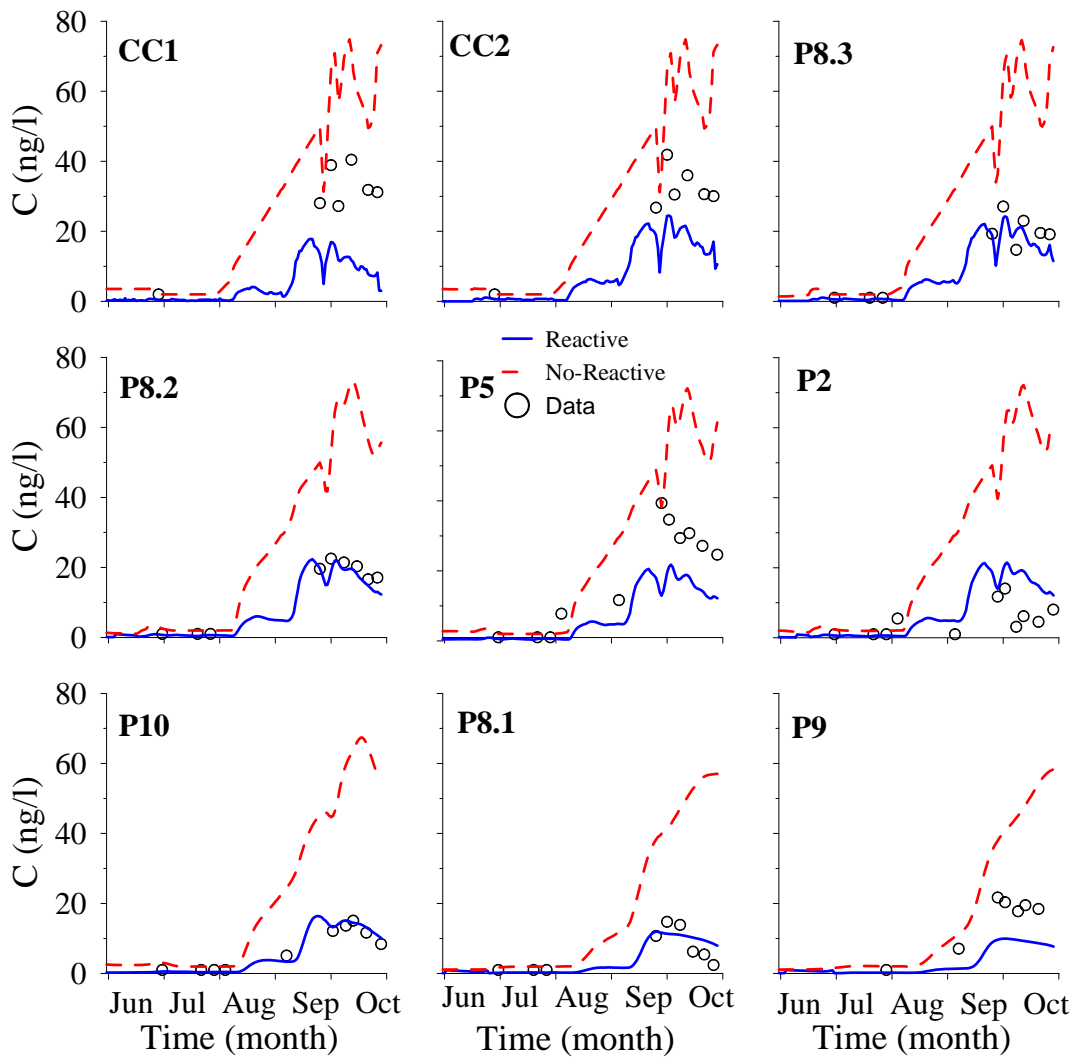 80
60
40
20
0
C (ng/l)
CC1
CC2
P8.3
80
60
40
20
0
C (ng/l)
P8.2
P5
P2
Reactive
No-Reactive
Data
80
60
40
20
0
C (ng/l)
P10
P8.1
P9
Jun Jul Aug Sep Oct
Jun Jul Aug Sep Oct
Jun Jul Aug Sep Oct
Time (month)
Time (month)
Time (month)